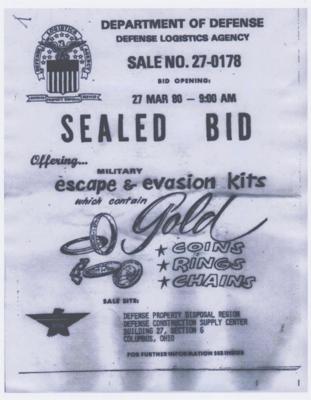 DEPARTMENT OF DEFENSE
DEFENSE LOGISTICS AGENCY
SALE NO. 27-0178
BID OPENING:
27 MAR 80 - 9:00 AM
SEALED BID
Offering...
MILITARY
escape & evasion kits
which contain
Gold
★ COINS
★ RINGS
★ CHAINS
SALE SITE:
DEFENSE PROPERTY DISPOSAL REGION
DEFENSE CONSTRUCTION SUPPLY CENTER
BUILDING 27, SECTION 6
COLUMBUS, OHIO
FOR FURTHER INFORMATION SEE INSIDE